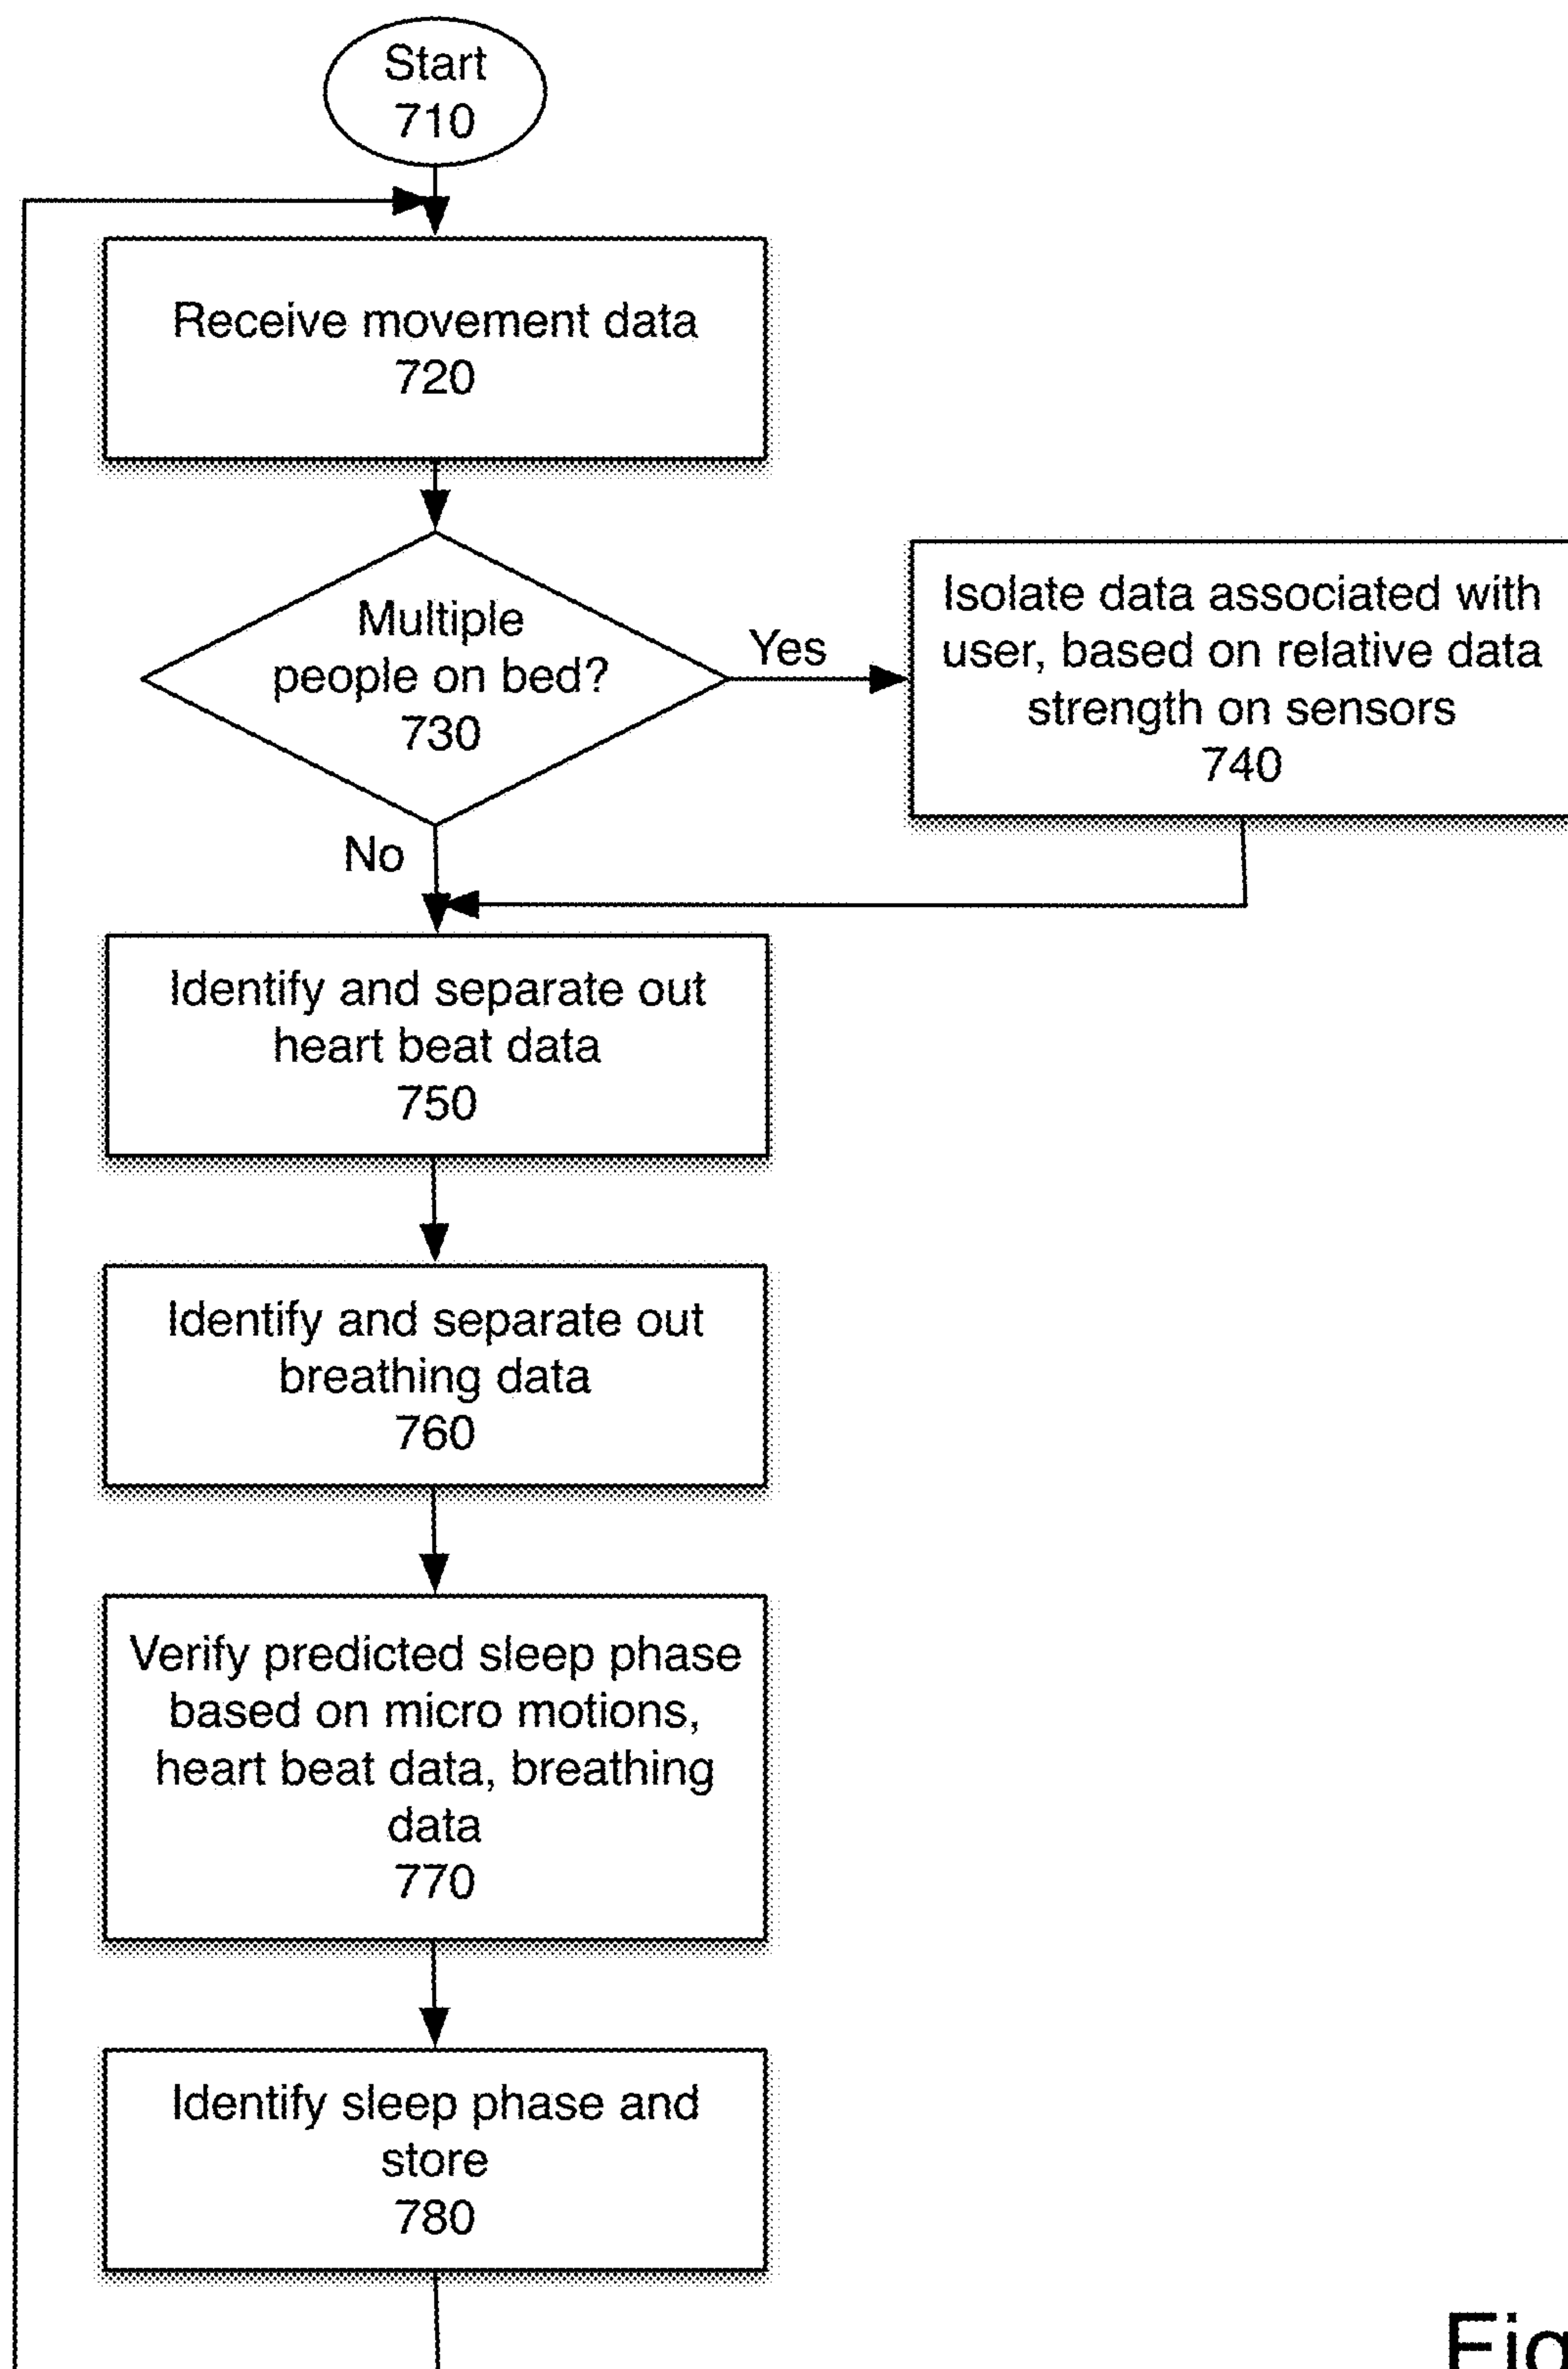 Start
710
Receive movement data
720
Multiple
people on bed?
730
Yes
Isolate data associated with
user, based on relative data
strength on sensors
740
No
Identify and separate out
heart beat data
750
Identify and separate out
breathing data
760
Verify predicted sleep phase
based on micro motions,
heart beat data, breathing
data
770
Identify sleep phase and
store
780
Fig